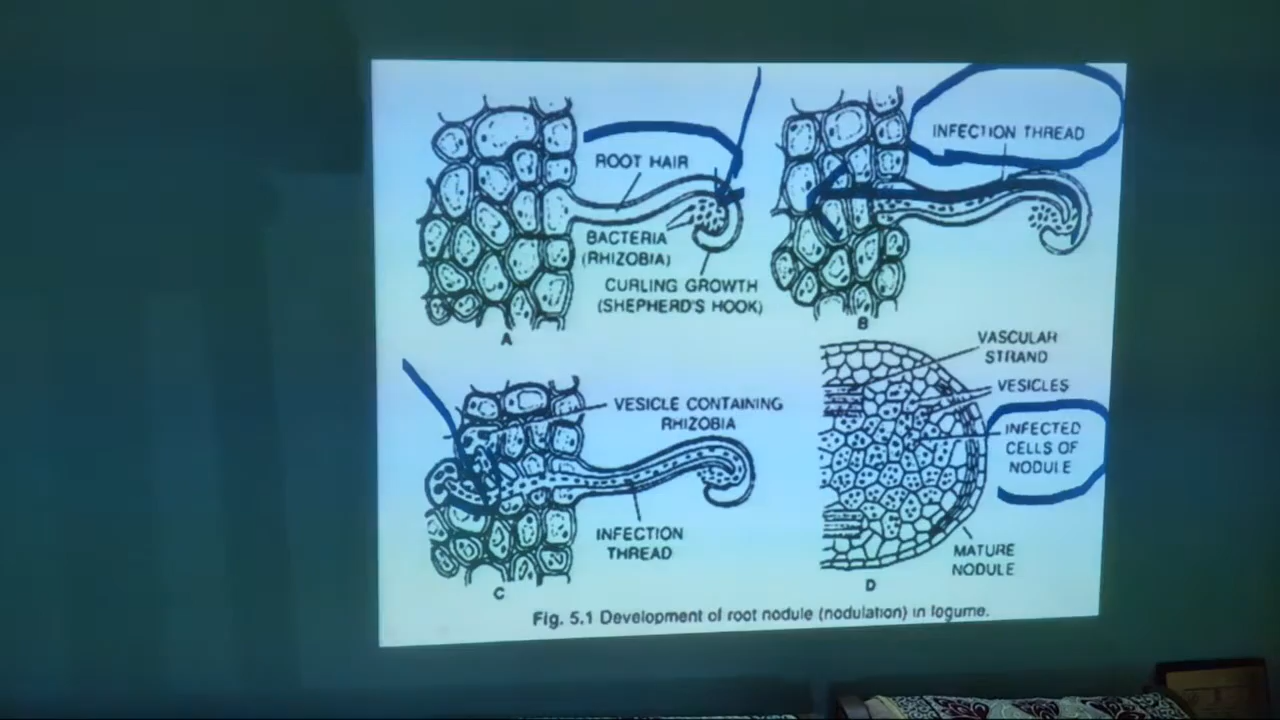 ROOT HAIR
BACTERIA
(RHIZOBIA)
CURLING GROWTH
(SHEPHERD'S HOOK)
A
INFECTION THREAD
B
VESICLE CONTAINING
RHIZOBIA
INFECTION
THREAD
C
VASCULAR
STRAND
VESICLES
INFECTED
CELLS OF
NODULE
MATURE
NODULE
D
Fig. 5.1 Development of root nodule (nodulation) in legume.